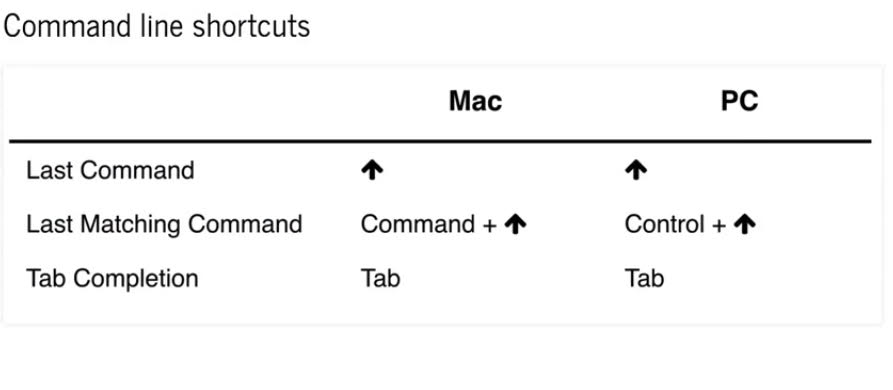 Command line shortcuts
Mac PC
Last Command ↑ ↑
Last Matching Command Command + ↑ Control + ↑
Tab Completion Tab Tab